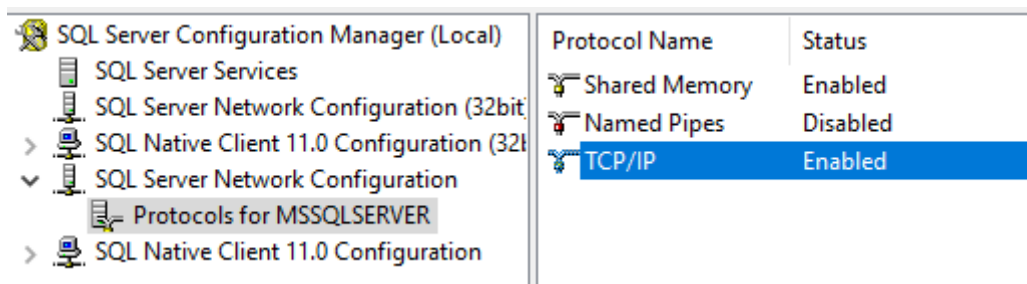 SQL Server Configuration Manager (Local)
SQL Server Services
SQL Server Network Configuration (32bit
SQL Native Client 11.0 Configuration (32
SQL Server Network Configuration
Protocols for MSSQLSERVER
SQL Native Client 11.0 Configuration
Protocol Name Status
Shared Memory Enabled
Named Pipes Disabled
TCP/IP Enabled